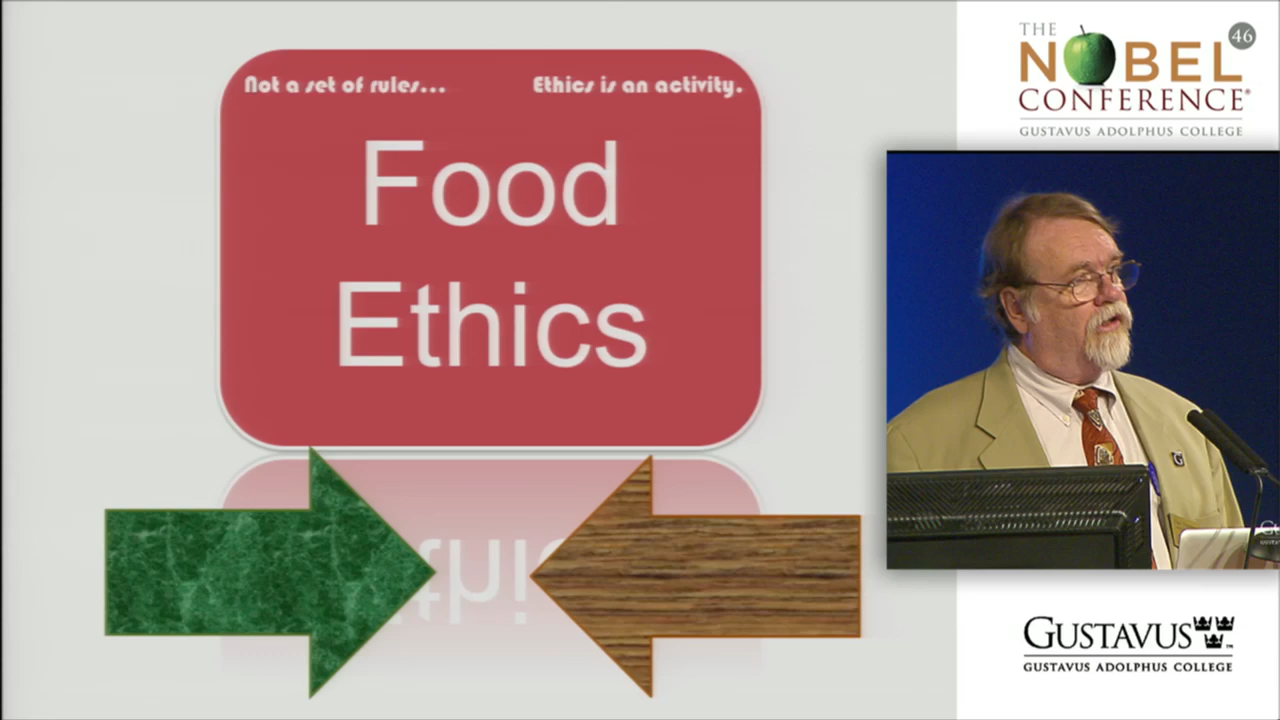 Not a set of rules... Ethics is an activity.
Food
Ethics
THE
NOBEL
46
CONFERENCE®
GUSTAVUS ADOLPHUS COLLEGE
GUSTAVUS™
GUSTAVUS ADOLPHUS COLLEGE